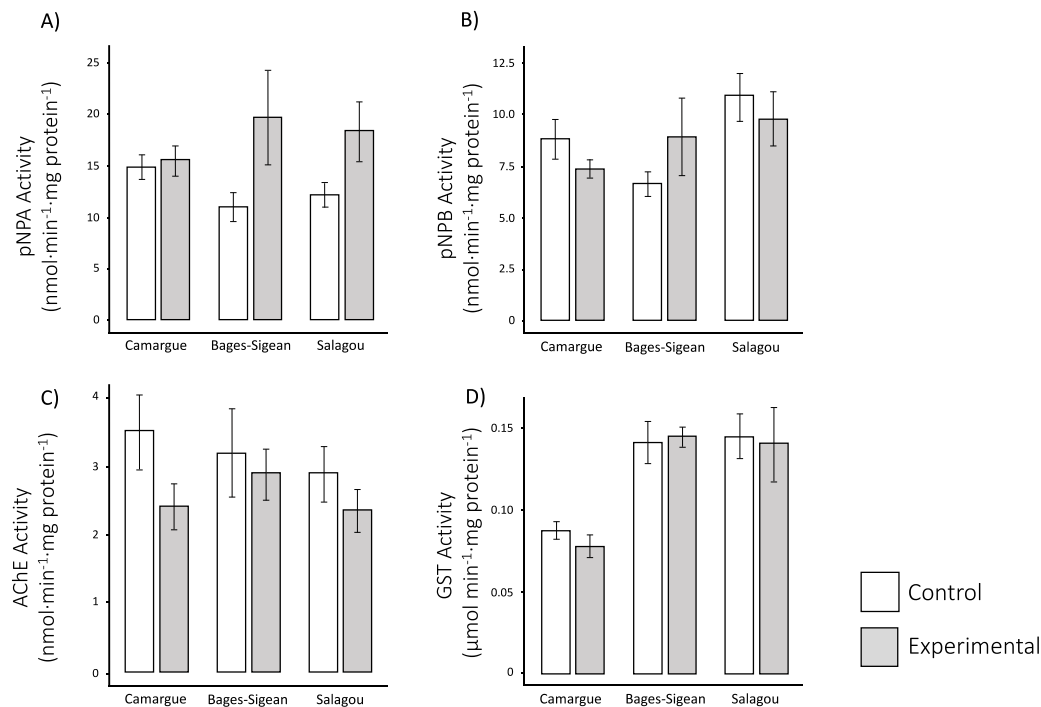 A)
pNPA Activity
(nmol·min⁻¹·mg protein⁻¹)
25
20
15
10
5
0
Camargue Bages-Sigean Salagou
B)
pNPB Activity
(nmol·min⁻¹·mg protein⁻¹)
12.5
10.0
7.5
5.0
2.5
0
Camargue Bages-Sigean Salagou
C)
AChE Activity
(nmol·min⁻¹·mg protein⁻¹)
4
3
2
1
0
Camargue Bages-Sigean Salagou
D)
GST Activity
(μmol min⁻¹·mg protein⁻¹)
0.15
0.10
0.05
0
Camargue Bages-Sigean Salagou
Control
Experimental